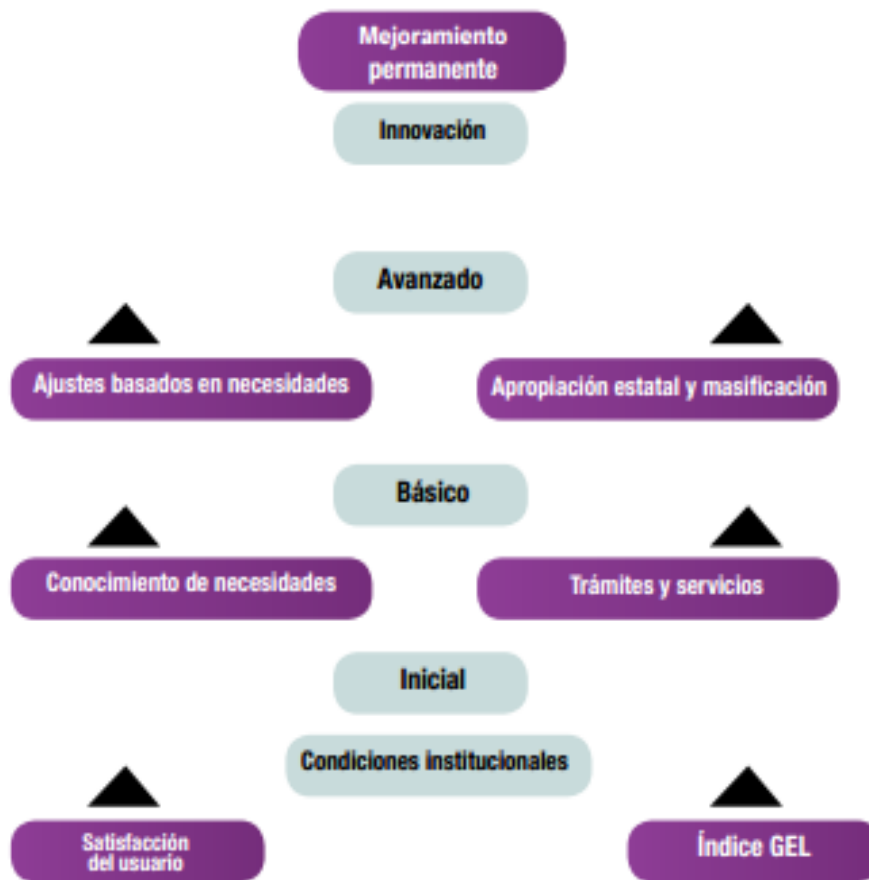 Mejoramiento
permanente
Innovación
Avanzado
Ajustes basados en necesidades
Apropiación estatal y masificación
Básico
Conocimiento de necesidades
Trámites y servicios
Inicial
Condiciones institucionales
Satisfacción
del usuario
Índice GEL